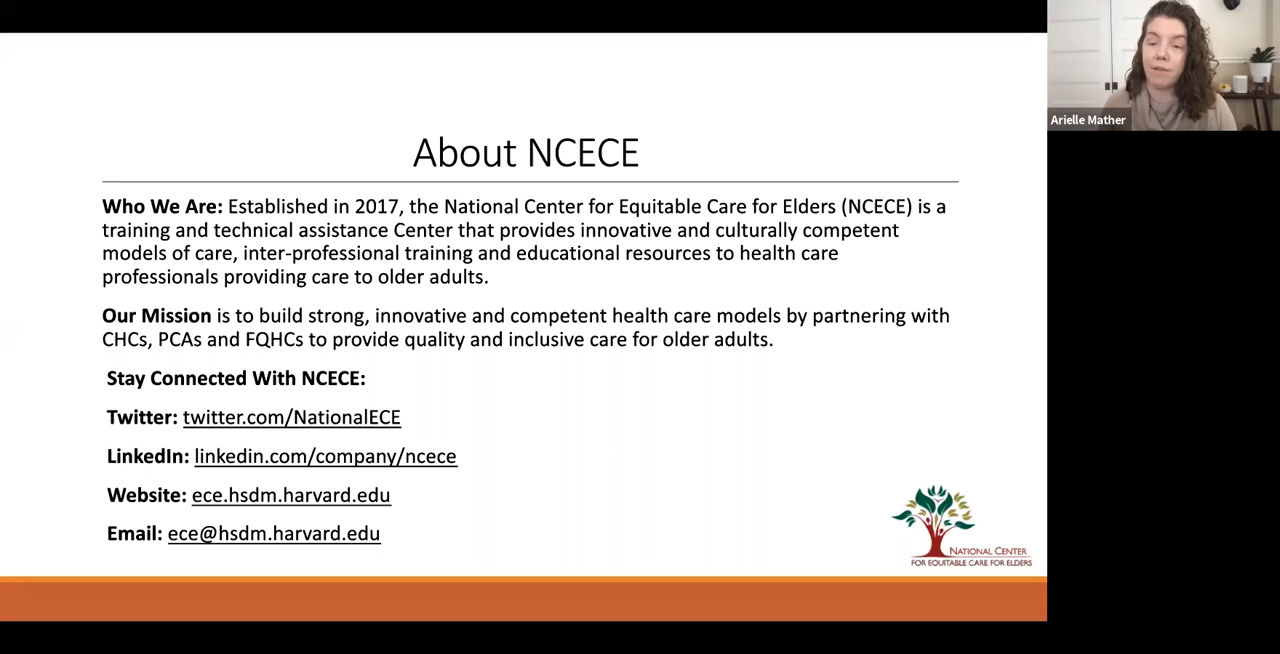 Arielle Mather
About NCECE
Who We Are: Established in 2017, the National Center for Equitable Care for Elders (NCECE) is a
training and technical assistance Center that provides innovative and culturally competent
models of care, inter-professional training and educational resources to health care
professionals providing care to older adults.
Our Mission is to build strong, innovative and competent health care models by partnering with
CHCs, PCAs and FQHCs to provide quality and inclusive care for older adults.
Stay Connected With NCECE:
Twitter: twitter.com/NationalECE
LinkedIn: linkedin.com/company/ncece
Website: ece.hsdm.harvard.edu
Email: ece@hsdm.harvard.edu
NATIONAL CENTER
FOR EQUITABLE CARE FOR ELDERS